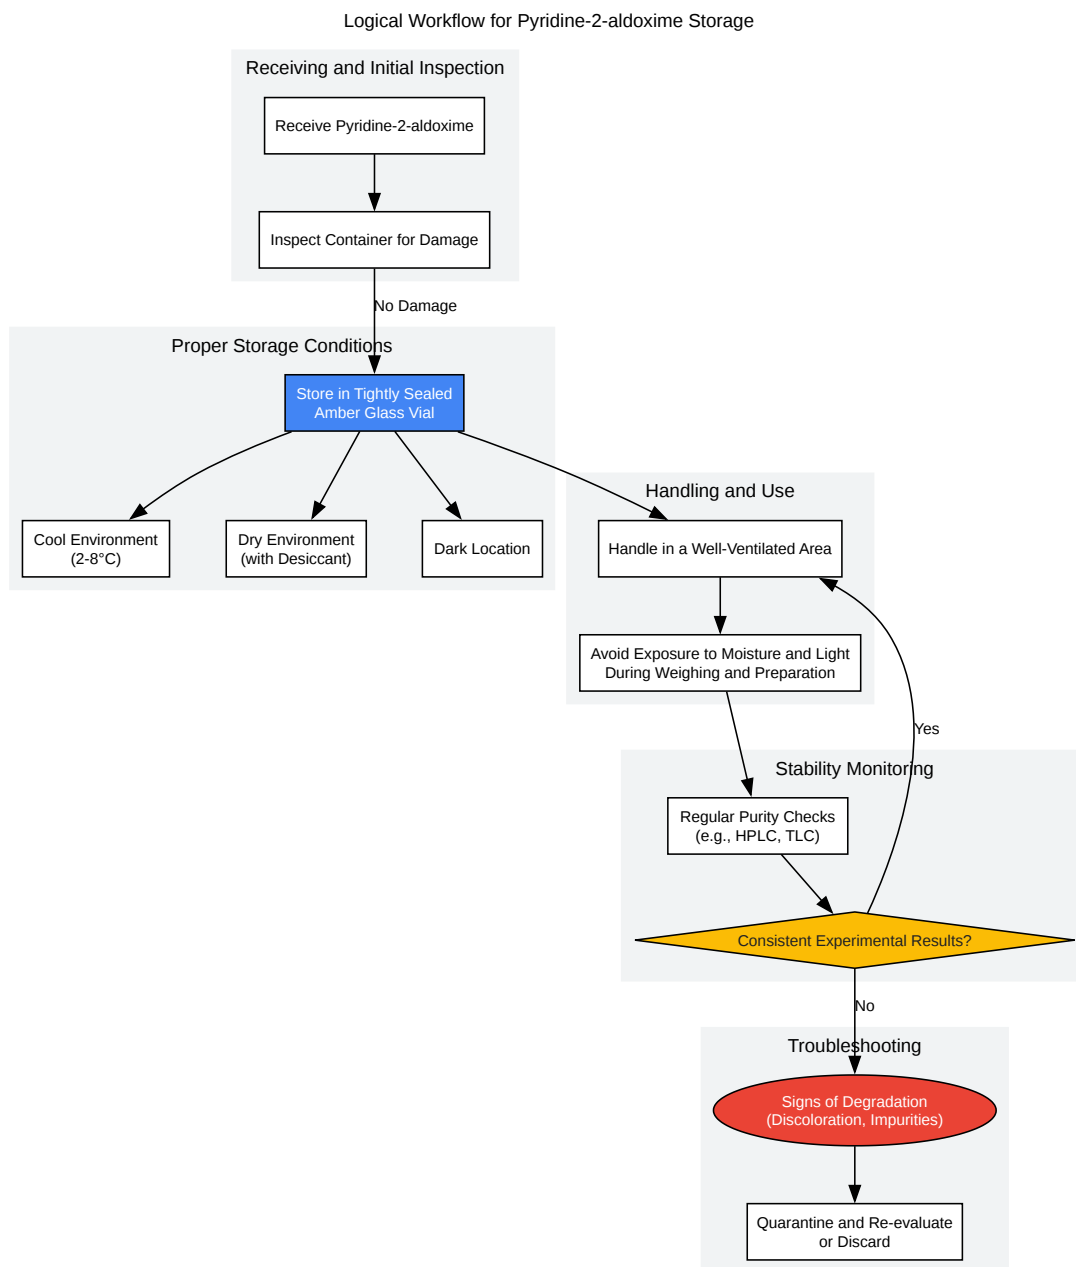 Logical Workflow for Pyridine-2-aldoxime Storage
Receiving and Initial Inspection
Receive Pyridine-2-aldoxime
Inspect Container for Damage
No Damage
Proper Storage Conditions
Store in Tightly Sealed
Amber Glass Vial
Cool Environment
(2-8°C)
Dry Environment
(with Desiccant)
Dark Location
Handling and Use
Handle in a Well-Ventilated Area
Avoid Exposure to Moisture and Light
During Weighing and Preparation
Yes
Stability Monitoring
Regular Purity Checks
(e.g., HPLC, TLC)
Consistent Experimental Results?
No
Troubleshooting
Signs of Degradation
(Discoloration, Impurities)
Quarantine and Re-evaluate
or Discard